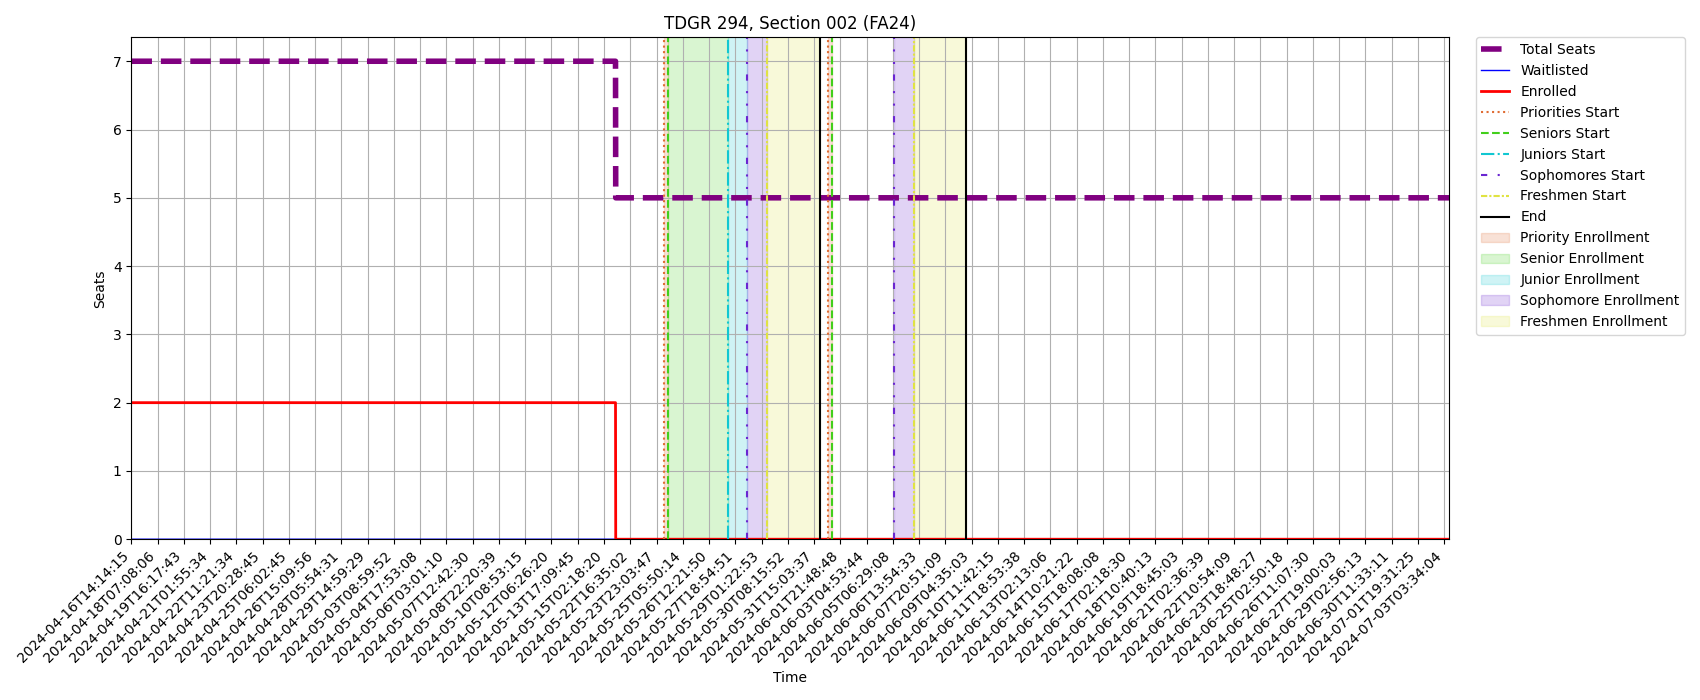 TDGR 294, Section 002 (FA24)
7
6
5
4
3
2
1
0
Seats
2024-04-16T14:14:15
2024-04-18T07:08:06
2024-04-19T16:17:43
2024-04-21T01:55:34
2024-04-22T11:21:34
2024-04-23T20:28:45
2024-04-25T06:02:45
2024-04-26T15:09:56
2024-04-28T05:54:31
2024-04-29T14:59:29
2024-05-03T08:59:52
2024-05-04T17:53:08
2024-05-06T03:01:10
2024-05-07T12:42:30
2024-05-08T22:20:39
2024-05-10T08:53:15
2024-05-12T06:26:20
2024-05-13T17:09:45
2024-05-15T02:18:20
2024-05-22T16:35:02
2024-05-23T23:03:47
2024-05-25T05:50:14
2024-05-26T12:21:50
2024-05-27T18:54:51
2024-05-29T01:22:53
2024-05-30T08:15:52
2024-05-31T15:03:37
2024-06-01T21:48:48
2024-06-03T04:53:44
2024-06-05T06:29:08
2024-06-06T13:54:33
2024-06-07T20:51:09
2024-06-09T04:35:03
2024-06-10T11:42:15
2024-06-11T18:53:38
2024-06-13T02:13:06
2024-06-14T10:21:22
2024-06-15T18:08:08
2024-06-17T02:18:30
2024-06-18T10:40:13
2024-06-19T18:45:03
2024-06-21T02:36:39
2024-06-22T10:54:09
2024-06-23T18:48:27
2024-06-25T02:50:18
2024-06-26T11:07:30
2024-06-27T19:00:03
2024-06-29T02:56:13
2024-06-30T11:33:11
2024-07-01T19:31:25
2024-07-03T03:34:04
Time
Total Seats
Waitlisted
Enrolled
Priorities Start
Seniors Start
Juniors Start
Sophomores Start
Freshmen Start
End
Priority Enrollment
Senior Enrollment
Junior Enrollment
Sophomore Enrollment
Freshmen Enrollment